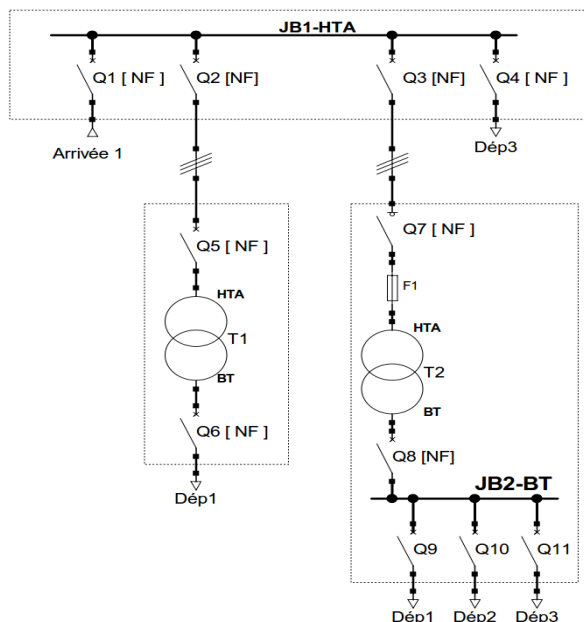 JB1-HTA
Q1 [ NF ] Q2 [NF] Q3 [NF] Q4 [ NF ]
Arrivée 1
Dép3
Q5 [ NF ]
HTA
T1
BT
Q6 [ NF ]
Dép1
Q7 [ NF ]
F1
HTA
T2
BT
Q8 [NF]
JB2-BT
Q9 Q10 Q11
Dép1 Dép2 Dép3